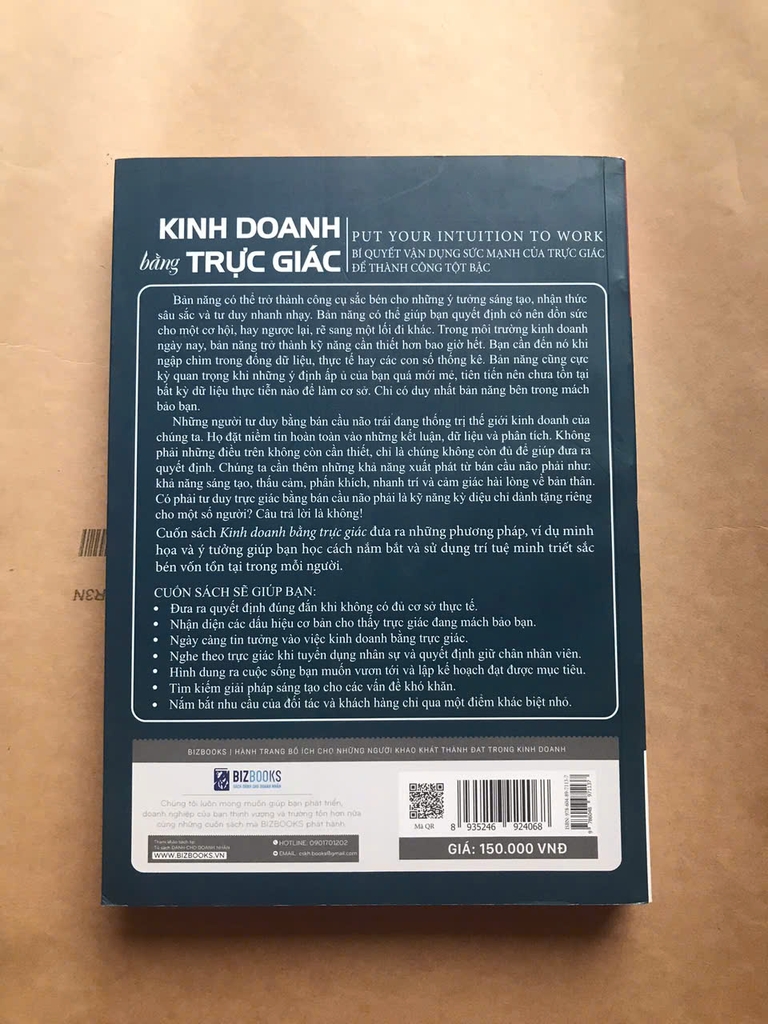 KINH DOANH
bằng TRỰC GIÁC
PUT YOUR INTUITION TO WORK
BÍ QUYẾT VẬN DỤNG SỨC MẠNH CỦA TRỰC GIÁC
ĐỂ THÀNH CÔNG TỘT BẬC
Bản năng có thể trở thành công cụ sắc bén cho những ý tưởng sáng tạo, nhận thức
sâu sắc và tư duy nhanh nhạy. Bản năng có thể giúp bạn quyết định có nên dồn sức
cho một cơ hội, hay ngược lại, rẽ sang một lối đi khác. Trong môi trường kinh doanh
ngày nay, bản năng trở thành kỹ năng cần thiết hơn bao giờ hết. Bạn cần đến nó khi
ngập chìm trong đống dữ liệu, thực tế hay các con số thống kê. Bản năng cũng cực
kỳ quan trọng khi những ý định ấp ủ của bạn quá mới mẻ, tiên tiến nên chưa tồn tại
bất kỳ dữ liệu thực tiễn nào để làm cơ sở. Chỉ có duy nhất bản năng bên trong mách
bảo bạn.
Những người tư duy bằng bán cầu não trái đang thống trị thế giới kinh doanh của
chúng ta. Họ đặt niềm tin hoàn toàn vào những kết luận, dữ liệu và phân tích. Không
phải những điều trên không còn cần thiết, chỉ là chúng không còn đủ để giúp đưa ra
quyết định. Chúng ta cần thêm những khả năng xuất phát từ bán cầu não phải như:
khả năng sáng tạo, thấu cảm, phấn khích, nhanh trí và cảm giác hài lòng về bản thân.
Có phải tư duy trực giác bằng bán cầu não phải là kỹ năng kỳ diệu chỉ dành tặng riêng
cho một số người? Câu trả lời là không!
Cuốn sách Kinh doanh bằng trực giác đưa ra những phương pháp, ví dụ minh
họa và ý tưởng giúp bạn học cách nắm bắt và sử dụng trí tuệ minh triết sắc
bén vốn tồn tại trong mỗi người.
CUỐN SÁCH SẼ GIÚP BẠN:
• Đưa ra quyết định đúng đắn khi không có đủ cơ sở thực tế.
• Nhận diện các dấu hiệu cơ bản cho thấy trực giác đang mách bảo bạn.
• Ngày càng tin tưởng vào việc kinh doanh bằng trực giác.
• Nghe theo trực giác khi tuyển dụng nhân sự và quyết định giữ chân nhân viên.
• Hình dung ra cuộc sống bạn muốn vươn tới và lập kế hoạch đạt được mục tiêu.
• Tìm kiếm giải pháp sáng tạo cho các vấn đề khó khăn.
• Nắm bắt nhu cầu của đối tác và khách hàng chỉ qua một điểm khác biệt nhỏ.
BIZBOOKS | HÀNH TRANG BỔ ÍCH CHO NHỮNG NGƯỜI KHAO KHÁT THÀNH ĐẠT TRONG KINH DOANH
BIZBOOKS
Chúng tôi luôn mong muốn giúp bạn phát triển,
doanh nghiệp của bạn thịnh vượng và trường tồn hơn nữa
cùng những cuốn sách mà BIZBOOKS phát hành.
Tham khảo sách tại:
Tủ sách DÀNH CHO DOANH NHÂN
WWW.BIZBOOKS.VN
HOTLINE: 0901701202
EMAIL: cskh.books@gmail.com
Mã QR
8 935246 924068
GIÁ: 150.000 VNĐ